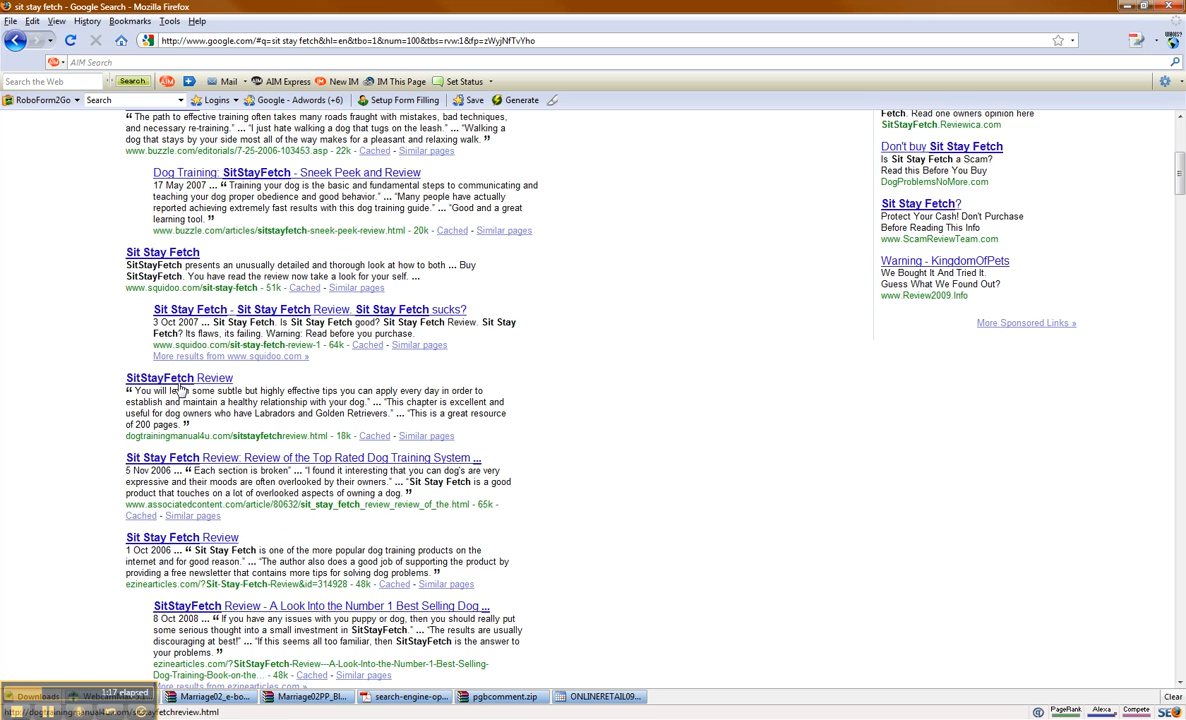 sit stay fetch - Google Search - Mozilla Firefox
File Edit View History Bookmarks Tools Help
http://www.google.com/#q=sit stay fetch&hl=en&tbo=1&num=100&tbs=rvw:1&fp=zWyjNfTvYho
AIM Search
Search the Web Search Mail AIM Express New IM IM This Page Set Status
RoboForm2Go Search Logins Google - Adwords (+6) Setup Form Filling Save Generate
“ The path to effective training often takes many roads fraught with mistakes, bad techniques,
and necessary re-training.” ... “I just hate walking a dog that tugs on the leash.” ... “Walking a
dog that stays by your side most all of the way makes for a pleasant and relaxing walk. ”
www.buzzle.com/editorials/7-25-2006-103453.asp - 22k - Cached - Similar pages
Dog Training: SitStayFetch - Sneek Peek and Review
17 May 2007 ... “ Training your dog is the basic and fundamental steps to communicating and
teaching your dog proper obedience and good behavior.” ... “Many people have actually
reported achieving extremely fast results with this dog training guide.” ... “Good and a great
learning tool. ”
www.buzzle.com/articles/sitstayfetch-sneek-peek-review.html - 20k - Cached - Similar pages
Sit Stay Fetch
SitStayFetch presents an unusually detailed and thorough look at how to both ... Buy
SitStayFetch. You have read the review now take a look for your self. ...
www.squidoo.com/sit-stay-fetch - 51k - Cached - Similar pages
Sit Stay Fetch - Sit Stay Fetch Review. Sit Stay Fetch sucks?
3 Oct 2007 ... Sit Stay Fetch. Is Sit Stay Fetch good? Sit Stay Fetch Review. Sit Stay
Fetch? Its flaws, its failing. Warning: Read before you purchase.
www.squidoo.com/sit-stay-fetch-review-1 - 64k - Cached - Similar pages
More results from www.squidoo.com »
SitStayFetch Review
“ You will learn some subtle but highly effective tips you can apply every day in order to
establish and maintain a healthy relationship with your dog.” ... “This chapter is excellent and
useful for dog owners who have Labradors and Golden Retrievers.” ... “This is a great resource
of 200 pages. ”
dogtrainingmanual4u.com/sitstayfetchreview.html - 18k - Cached - Similar pages
Sit Stay Fetch Review: Review of the Top Rated Dog Training System ...
5 Nov 2006 ... “ Each section is broken” ... “I found it interesting that you can dog's are very
expressive and their moods are often overlooked by their owners.” ... “Sit Stay Fetch is a good
product that touches on a lot of overlooked aspects of owning a dog. ”
www.associatedcontent.com/article/80632/sit_stay_fetch_review_review_of_the.html - 65k -
Cached - Similar pages
Sit Stay Fetch Review
1 Oct 2006 ... “ Sit Stay Fetch is one of the more popular dog training products on the
internet and for good reason.” ... “The author also does a good job of supporting the product by
providing a free newsletter that contains more tips for solving dog problems. ”
ezinearticles.com/?Sit-Stay-Fetch-Review&id=314928 - 48k - Cached - Similar pages
SitStayFetch Review - A Look Into the Number 1 Best Selling Dog ...
8 Oct 2008 ... “ If you have any issues with you puppy or dog, then you should really put
some serious thought into a small investment in SitStayFetch.” ... “The results are usually
discouraging at best!” ... “If this seems all too familiar, then SitStayFetch is the answer to
your problems. ”
ezinearticles.com/?SitStayFetch-Review---A-Look-Into-the-Number-1-Best-Selling-
Dog-Training-Book-on-the... - 48k - Cached - Similar pages
More results from ezinearticles.com »
Fetch. Read one owners opinion here
SitStayFetch.Reviewica.com
Don't buy Sit Stay Fetch
Is Sit Stay Fetch a Scam?
Read this Before You Buy
DogProblemsNoMore.com
Sit Stay Fetch?
Protect Your Cash! Don't Purchase
Before Reading This Info
www.ScamReviewTeam.com
Warning - KingdomOfPets
We Bought It And Tried It.
Guess What We Found Out?
www.Review2009.Info
More Sponsored Links »
Downloads 1:17 elapsed Marriage02_e-bo... Marriage02PP_Bl... search-engine-op... pgbcomment.zip ONLINERETAIL09... Clear
http://dogtrainingmanual4u.com/sitstayfetchreview.html PageRank Alexa Compete SEO